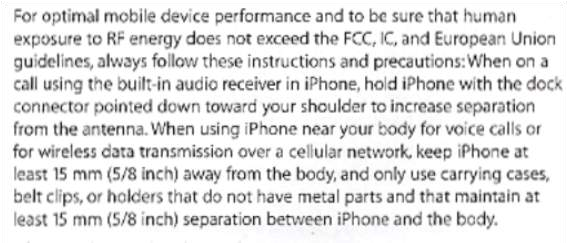 For optimal mobile device performance and to be sure that human
exposure to RF energy does not exceed the FCC, IC, and European Union
guidelines, always follow these instructions and precautions: When on a
call using the built-in audio receiver in iPhone, hold iPhone with the dock
connector pointed down toward your shoulder to increase separation
from the antenna. When using iPhone near your body for voice calls or
for wireless data transmission over a cellular network, keep iPhone at
least 15 mm (5/8 inch) away from the body, and only use carrying cases,
belt clips, or holders that do not have metal parts and that maintain at
least 15 mm (5/8 inch) separation between iPhone and the body.